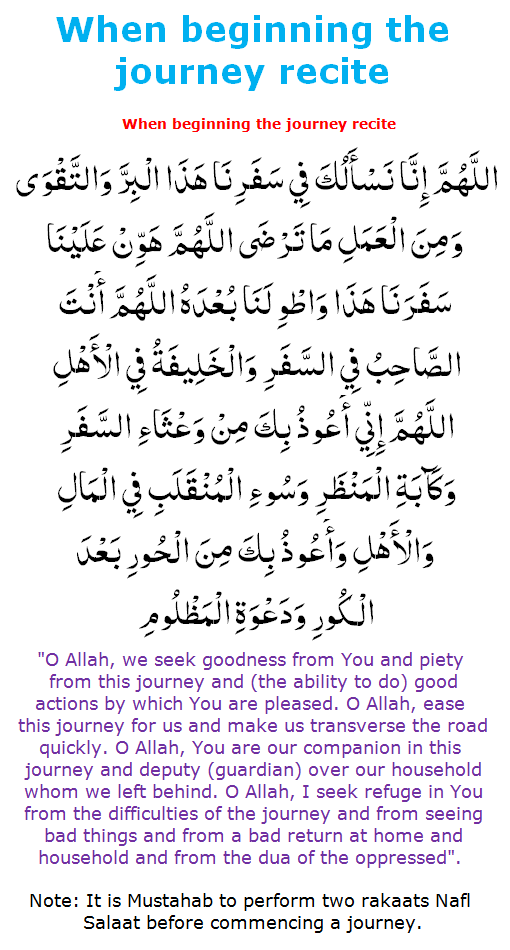 When beginning the
journey recite
When beginning the journey recite
اللَّهُمَّ إِنَّا نَسْأَلُكَ فِي سَفَرِنَا هَذَا الْبِرَّ وَالتَّقْوَى
وَمِنَ الْعَمَلِ مَا تَرْضَى اللَّهُمَّ هَوِّنْ عَلَيْنَا
سَفَرَنَا هَذَا وَاطْوِ لَنَا بُعْدَهُ اللَّهُمَّ أَنْتَ
الصَّاحِبُ فِي السَّفَرِ وَالْخَلِيفَةُ فِي الْأَهْلِ
اللَّهُمَّ إِنِّي أَعُوذُ بِكَ مِنْ وَعْثَاءِ السَّفَرِ
وَكَآبَةِ الْمَنْظَرِ وَسُوءِ الْمُنْقَلَبِ فِي الْمَالِ
وَالْأَهْلِ وَأَعُوذُ بِكَ مِنَ الْحُورِ بَعْدَ
الْكُورِ وَدَعْوَةِ الْمَظْلُومِ
"O Allah, we seek goodness from You and piety
from this journey and (the ability to do) good
actions by which You are pleased. O Allah, ease
this journey for us and make us transverse the road
quickly. O Allah, You are our companion in this
journey and deputy (guardian) over our household
whom we left behind. O Allah, I seek refuge in You
from the difficulties of the journey and from seeing
bad things and from a bad return at home and
household and from the dua of the oppressed".
Note: It is Mustahab to perform two rakaats Nafl
Salaat before commencing a journey.